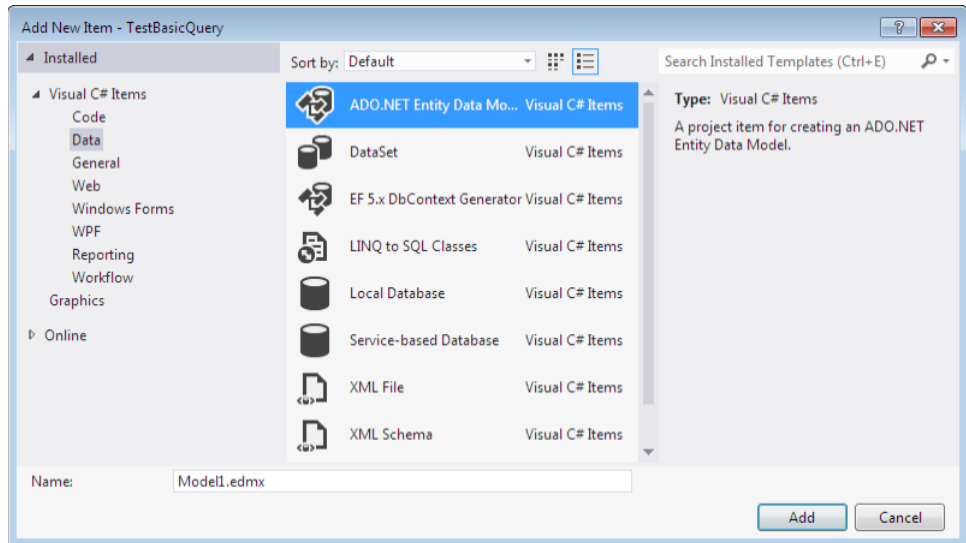 Add New Item - TestBasicQuery
Installed
Sort by: Default
Search Installed Templates (Ctrl+E)
Visual C# Items
Code
Data
General
Web
Windows Forms
WPF
Reporting
Workflow
Graphics
Online
ADO.NET Entity Data Mo... Visual C# Items
DataSet Visual C# Items
EF 5.x DbContext Generator Visual C# Items
LINQ to SQL Classes Visual C# Items
Local Database Visual C# Items
Service-based Database Visual C# Items
XML File Visual C# Items
XML Schema Visual C# Items
Type: Visual C# Items
A project item for creating an ADO.NET
Entity Data Model.
Name: Model1.edmx
Add Cancel